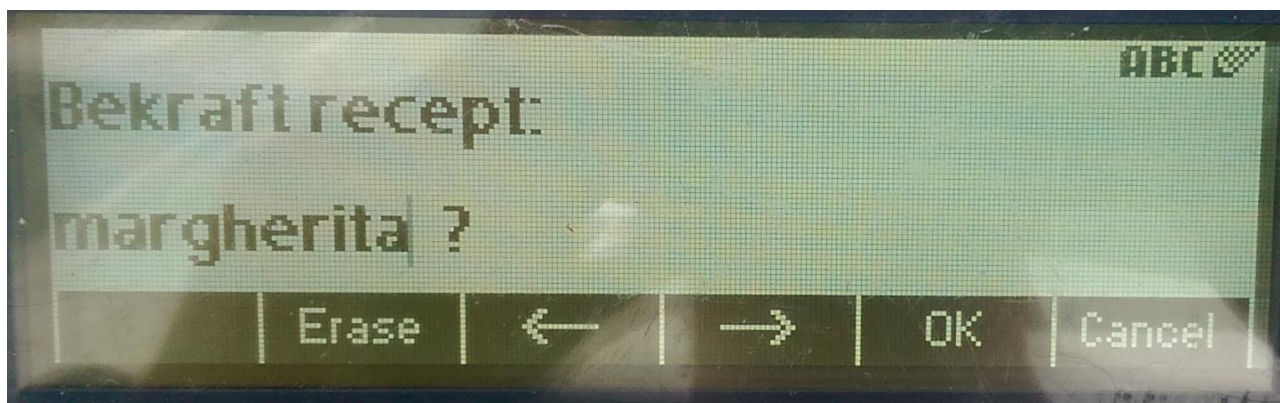 ABC
Bekraft recept:
margherita ?
Erase ← → OK Cancel